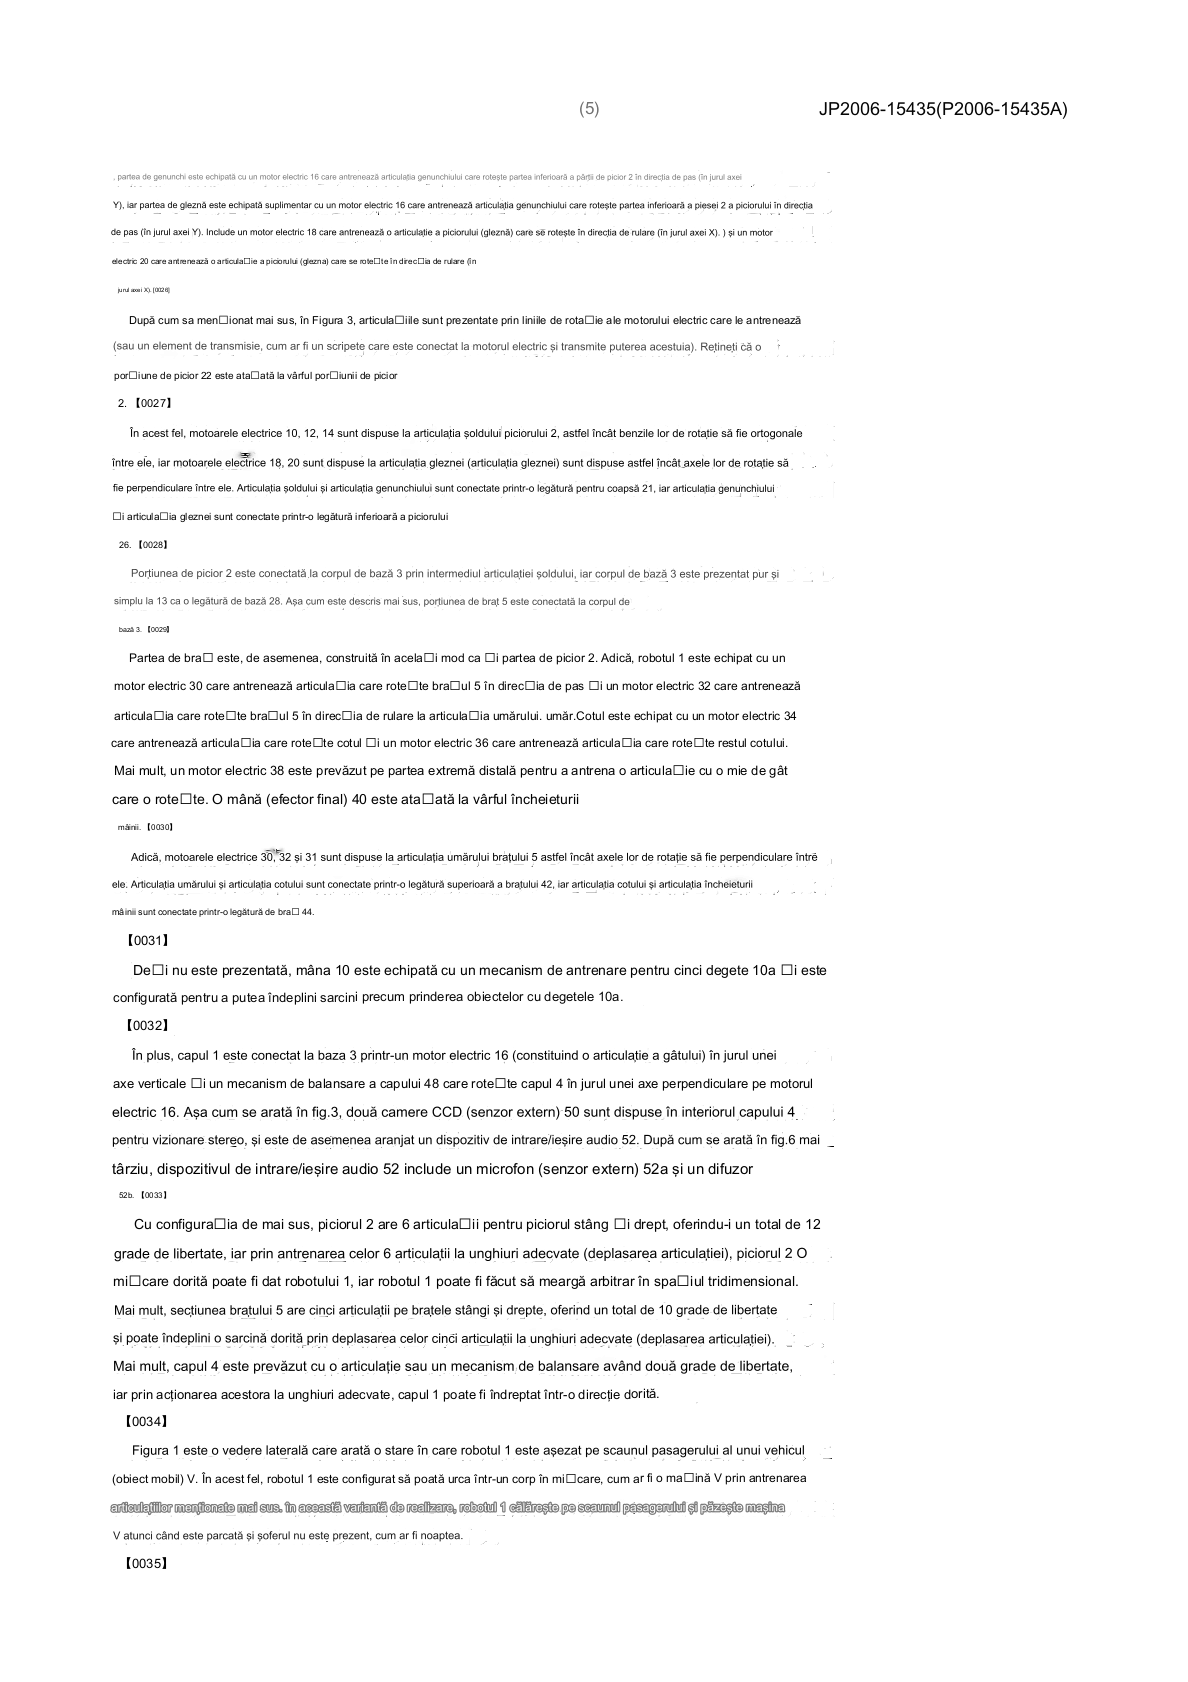 (5)
JP2006-15435(P2006-15435A)
, partea de genunchi este echipată cu un motor electric 16 care antrenează articulația genunchiului care rotește partea inferioară a părții de picior 2 în direcția de pas (în jurul axei
Y), iar partea de gleznă este echipată suplimentar cu un motor electric 16 care antrenează articulația genunchiului care rotește partea inferioară a piesei 2 a piciorului în direcția
de pas (în jurul axei Y). Include un motor electric 18 care antrenează o articulație a piciorului (gleznă) care se rotește în direcția de rulare (în jurul axei X). ) și un motor
electric 20 care antrenează o articula□ie a piciorului (glezna) care se rote□te în direc□ia de rulare (în
jurul axei X). [0026]
După cum sa men□ionat mai sus, în Figura 3, articula□iile sunt prezentate prin liniile de rota□ie ale motorului electric care le antrenează
(sau un element de transmisie, cum ar fi un scripete care este conectat la motorul electric și transmite puterea acestuia). Rețineți că o
por□iune de picior 22 este ata□ată la vârful por□iunii de picior
2. 【0027】
În acest fel, motoarele electrice 10, 12, 14 sunt dispuse la articulația șoldului piciorului 2, astfel încât benzile lor de rotație să fie ortogonale
între ele, iar motoarele electrice 18, 20 sunt dispuse la articulația gleznei (articulația gleznei) sunt dispuse astfel încât axele lor de rotație să
fie perpendiculare între ele. Articulația șoldului și articulația genunchiului sunt conectate printr-o legătură pentru coapsă 21, iar articulația genunchiului
□i articula□ia gleznei sunt conectate printr-o legătură inferioară a piciorului
26. 【0028】
Porțiunea de picior 2 este conectată la corpul de bază 3 prin intermediul articulației șoldului, iar corpul de bază 3 este prezentat pur și
simplu la 13 ca o legătură de bază 28. Așa cum este descris mai sus, porțiunea de braț 5 este conectată la corpul de
bază 3. 【0029】
Partea de bra□ este, de asemenea, construită în acela□i mod ca □i partea de picior 2. Adică, robotul 1 este echipat cu un
motor electric 30 care antrenează articula□ia care rote□te bra□ul 5 în direc□ia de pas □i un motor electric 32 care antrenează
articula□ia care rote□te bra□ul 5 în direc□ia de rulare la articula□ia umărului. umăr.Cotul este echipat cu un motor electric 34
care antrenează articula□ia care rote□te cotul □i un motor electric 36 care antrenează articula□ia care rote□te restul cotului.
Mai mult, un motor electric 38 este prevăzut pe partea extremă distală pentru a antrena o articula□ie cu o mie de gât
care o rote□te. O mână (efector final) 40 este ata□ată la vârful încheieturii
mâinii. 【0030】
Adică, motoarele electrice 30, 32 și 31 sunt dispuse la articulația umărului brațului 5 astfel încât axele lor de rotație să fie perpendiculare între
ele. Articulația umărului și articulația cotului sunt conectate printr-o legătură superioară a brațului 42, iar articulația cotului și articulația încheieturii
mâinii sunt conectate printr-o legătură de bra□ 44.
【0031】
De□i nu este prezentată, mâna 10 este echipată cu un mecanism de antrenare pentru cinci degete 10a □i este
configurată pentru a putea îndeplini sarcini precum prinderea obiectelor cu degetele 10a.
【0032】
În plus, capul 1 este conectat la baza 3 printr-un motor electric 16 (constituind o articulație a gâtului) în jurul unei
axe verticale □i un mecanism de balansare a capului 48 care rote□te capul 4 în jurul unei axe perpendiculare pe motorul
electric 16. Așa cum se arată în fig.3, două camere CCD (senzor extern) 50 sunt dispuse în interiorul capului 4
pentru vizionare stereo, și este de asemenea aranjat un dispozitiv de intrare/ieșire audio 52. După cum se arată în fig.6 mai
târziu, dispozitivul de intrare/ieșire audio 52 include un microfon (senzor extern) 52a și un difuzor
52b. 【0033】
Cu configura□ia de mai sus, piciorul 2 are 6 articula□ii pentru piciorul stâng □i drept, oferindu-i un total de 12
grade de libertate, iar prin antrenarea celor 6 articulații la unghiuri adecvate (deplasarea articulației), piciorul 2 O
mi□care dorită poate fi dat robotului 1, iar robotul 1 poate fi făcut să meargă arbitrar în spa□iul tridimensional.
Mai mult, secțiunea brațului 5 are cinci articulații pe brațele stângi și drepte, oferind un total de 10 grade de libertate
și poate îndeplini o sarcină dorită prin deplasarea celor cinci articulații la unghiuri adecvate (deplasarea articulației).
Mai mult, capul 4 este prevăzut cu o articulație sau un mecanism de balansare având două grade de libertate,
iar prin acționarea acestora la unghiuri adecvate, capul 1 poate fi îndreptat într-o direcție dorită.
【0034】
Figura 1 este o vedere laterală care arată o stare în care robotul 1 este așezat pe scaunul pasagerului al unui vehicul
(obiect mobil) V. În acest fel, robotul 1 este configurat să poată urca într-un corp în mi□care, cum ar fi o ma□ină V prin antrenarea
articulațiilor menționate mai sus. în această variantă de realizare, robotul 1 călărește pe scaunul pasagerului și păzește mașina
V atunci când este parcată și șoferul nu este prezent, cum ar fi noaptea.
【0035】